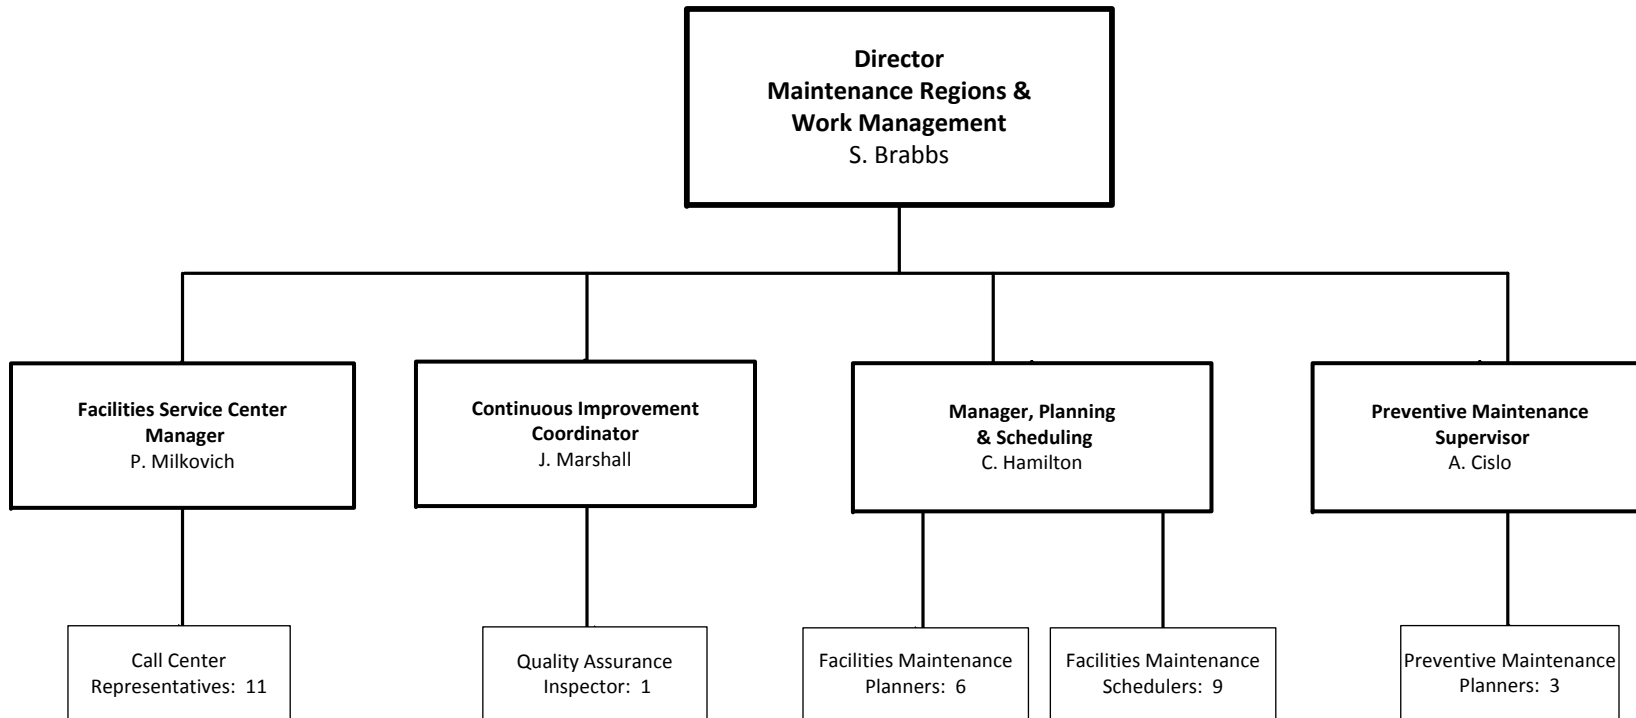 Director
Maintenance Regions &
Work Management
S. Brabbs
Facilities Service Center
Manager
P. Milkovich
Continuous Improvement
Coordinator
J. Marshall
Manager, Planning
& Scheduling
C. Hamilton
Preventive Maintenance
Supervisor
A. Cislo
Call Center
Representatives:  11
Quality Assurance
Inspector:  1
Facilities Maintenance
Planners:  6
Facilities Maintenance
Schedulers:  9
Preventive Maintenance
Planners:  3